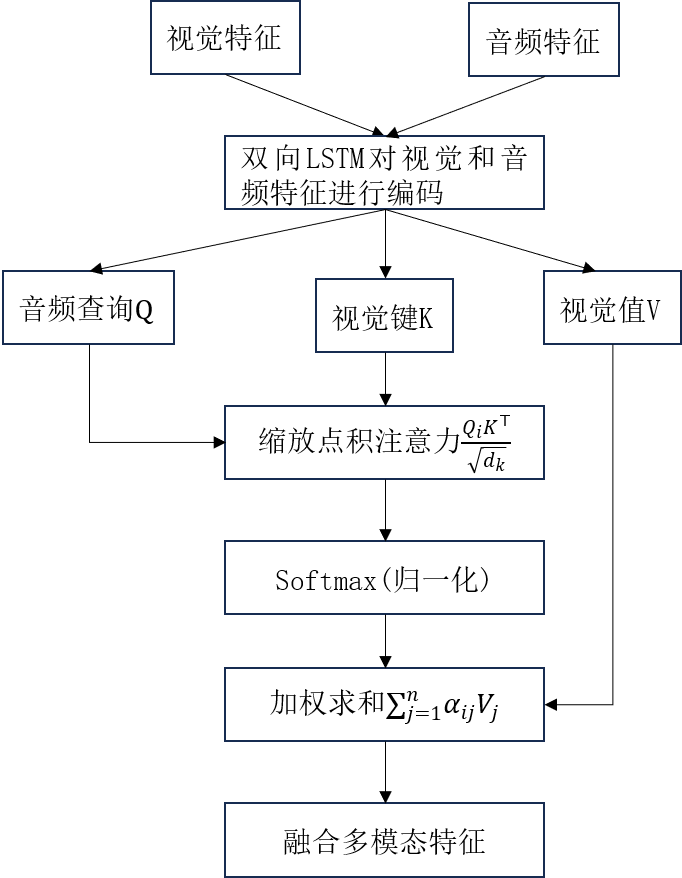 视觉特征
音频特征
双向LSTM对视觉和音
频特征进行编码
音频查询Q
视觉键K
视觉值V
缩放点积注意力$\frac{Q_iK^\top}{\sqrt{d_k}}$
Softmax(归一化)
加权求和$\sum_{j=1}^{n}\alpha_{ij}V_j$
融合多模态特征